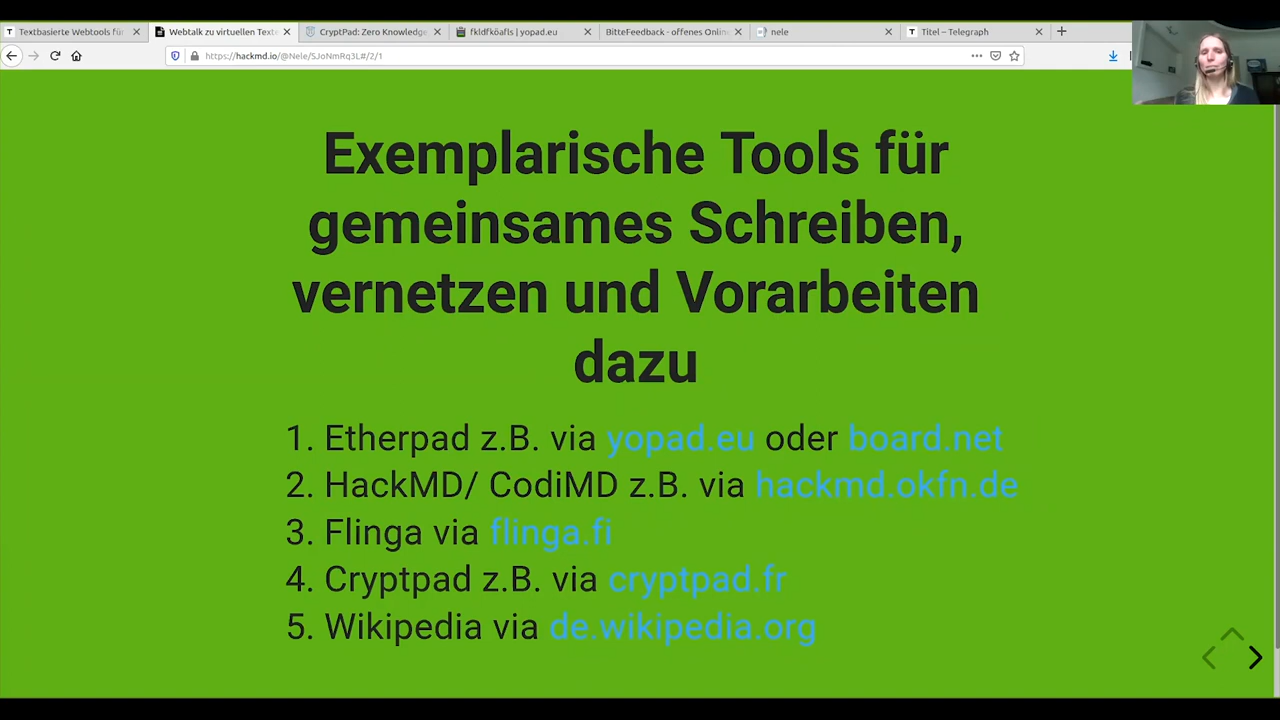 Textbasierte Webtools für
Webtalk zu virtuellen Texte
CryptPad: Zero Knowledge
fkldfköafls | yopad.eu
BitteFeedback - offenes Onlin
nele
Titel – Telegraph
https://hackmd.io/@Nele/SJoNmRq3L#/2/1
Exemplarische Tools für
gemeinsames Schreiben,
vernetzen und Vorarbeiten
dazu
1. Etherpad z.B. via yopad.eu oder board.net
2. HackMD/ CodiMD z.B. via hackmd.okfn.de
3. Flinga via flinga.fi
4. Cryptpad z.B. via cryptpad.fr
5. Wikipedia via de.wikipedia.org